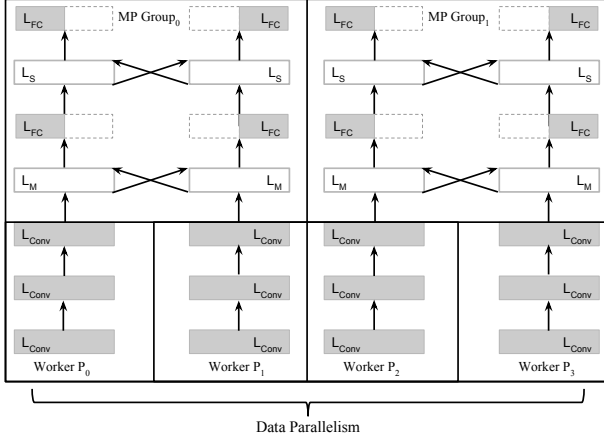 L_FC MP Group_0 L_FC L_FC MP Group_1 L_FC
L_S L_S L_S L_S
L_FC L_FC L_FC L_FC
L_M L_M L_M L_M
L_Conv L_Conv L_Conv L_Conv
L_Conv L_Conv L_Conv L_Conv
L_Conv L_Conv L_Conv L_Conv
Worker P_0 Worker P_1 Worker P_2 Worker P_3
Data Parallelism